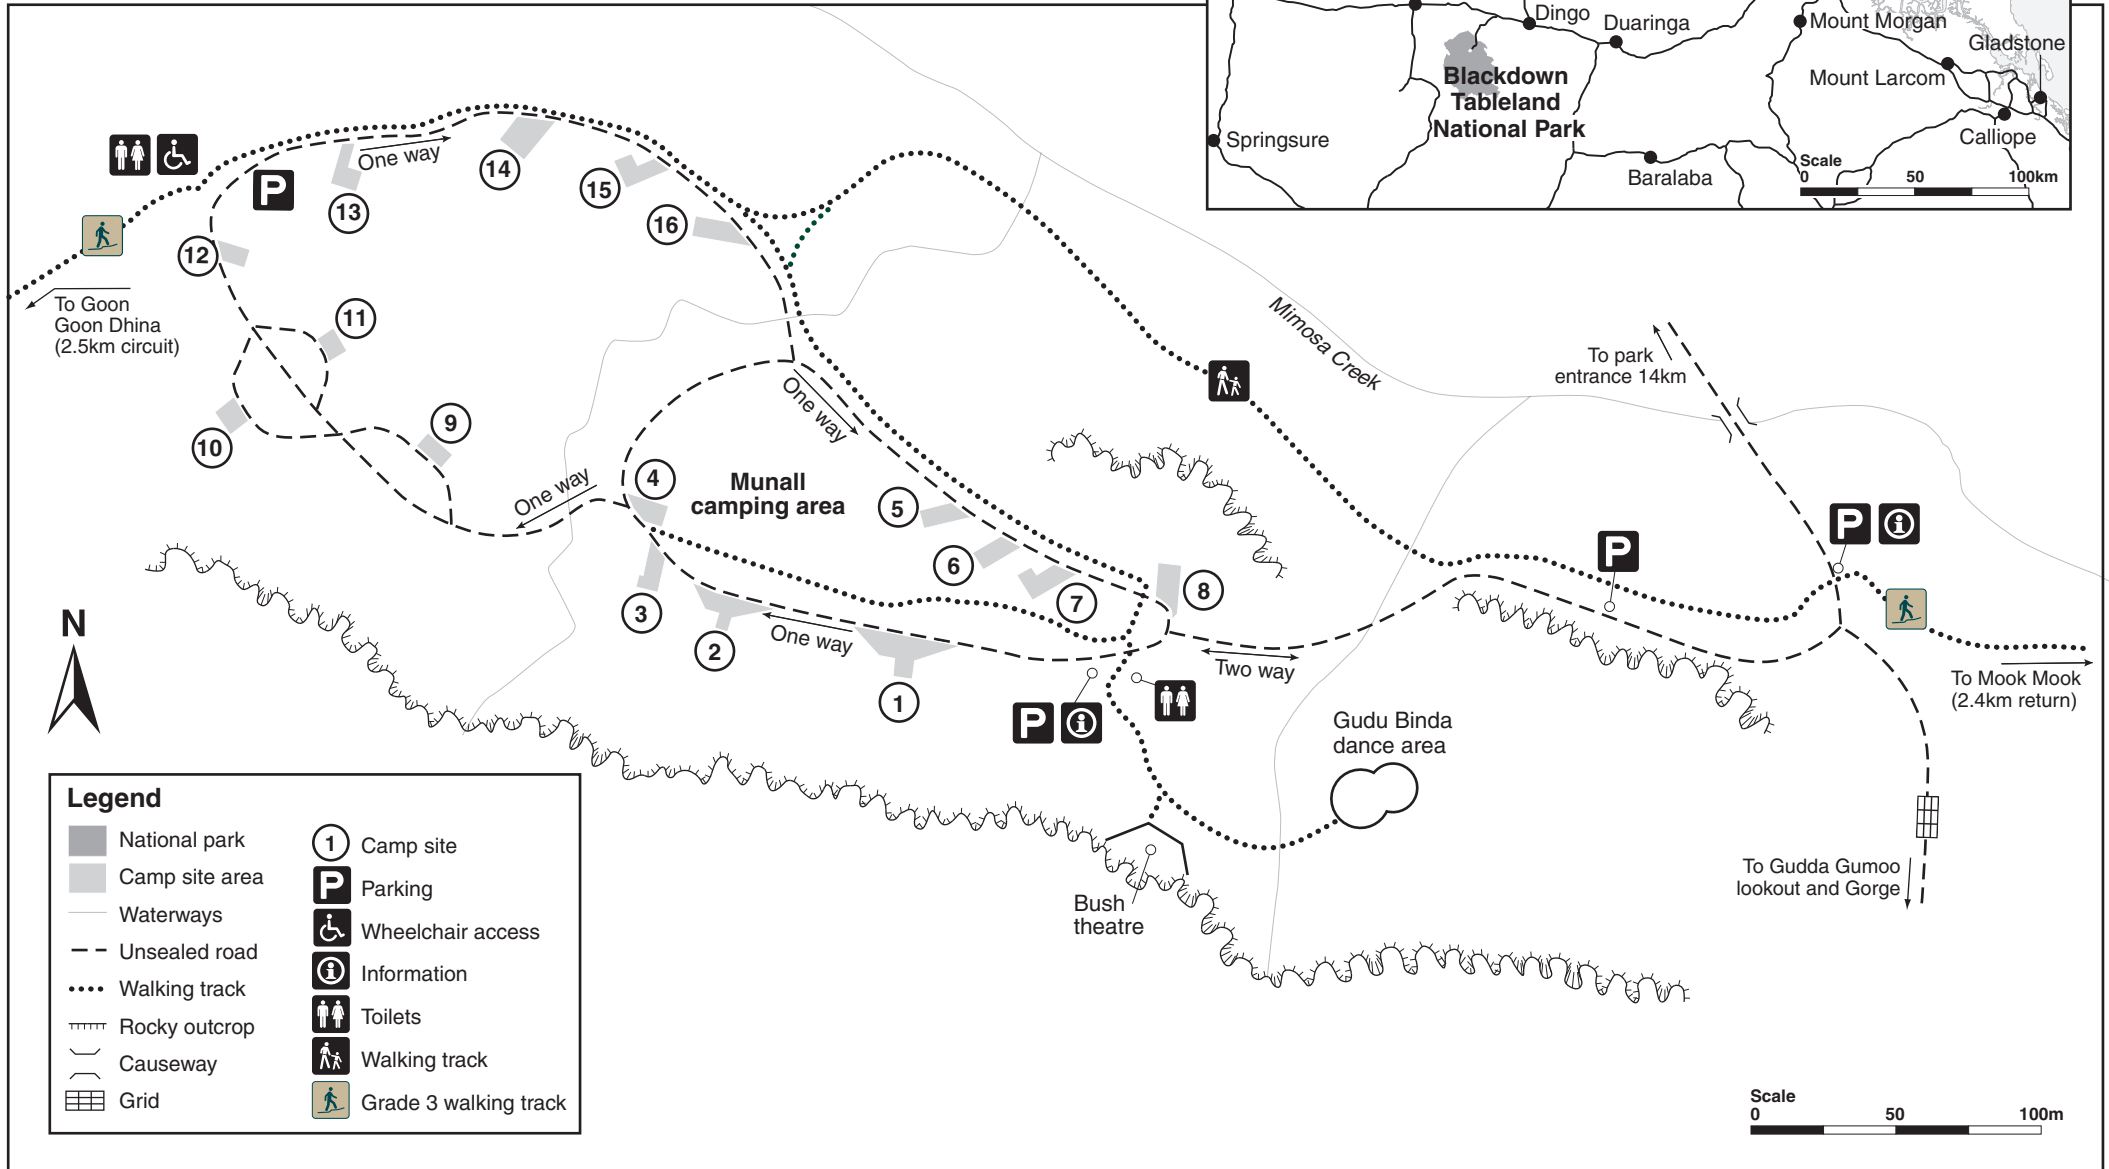 Dingo
Duaringa
Mount Morgan
Gladstone
Mount Larcom
Blackdown
Tableland
National Park
Springsure
Calliope
Baralaba
Scale
0 50 100km
P
One way
13
14
15
16
12
To Goon
Goon Dhina
(2.5km circuit)
11
10
9
Mimosa Creek
To park
entrance 14km
One way
One way
4
Munall
camping area
5
6
7
8
3
2
One way
1
Two way
P
P i
P i
To Mook Mook
(2.4km return)
Gudu Binda
dance area
To Gudda Gumoo
lookout and Gorge
Bush
theatre
N
Legend
National park
Camp site area
Waterways
Unsealed road
Walking track
Rocky outcrop
Causeway
Grid
1 Camp site
P Parking
Wheelchair access
i Information
Toilets
Walking track
Grade 3 walking track
Scale
0 50 100m